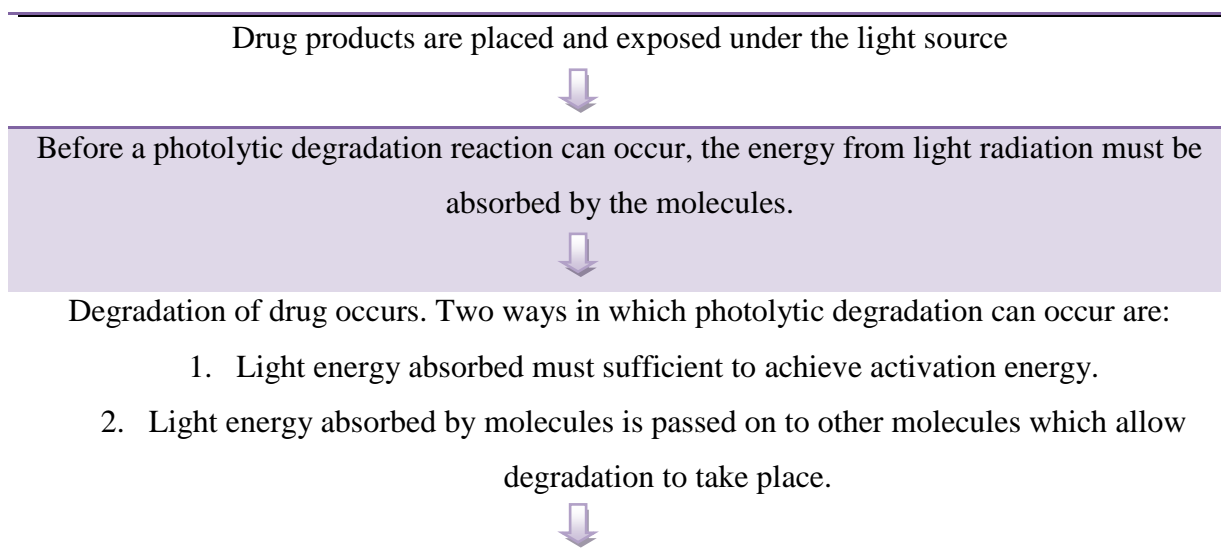 Drug products are placed and exposed under the light source
Before a photolytic degradation reaction can occur, the energy from light radiation must be
absorbed by the molecules.
Degradation of drug occurs. Two ways in which photolytic degradation can occur are:
1. Light energy absorbed must sufficient to achieve activation energy.
2. Light energy absorbed by molecules is passed on to other molecules which allow
degradation to take place.